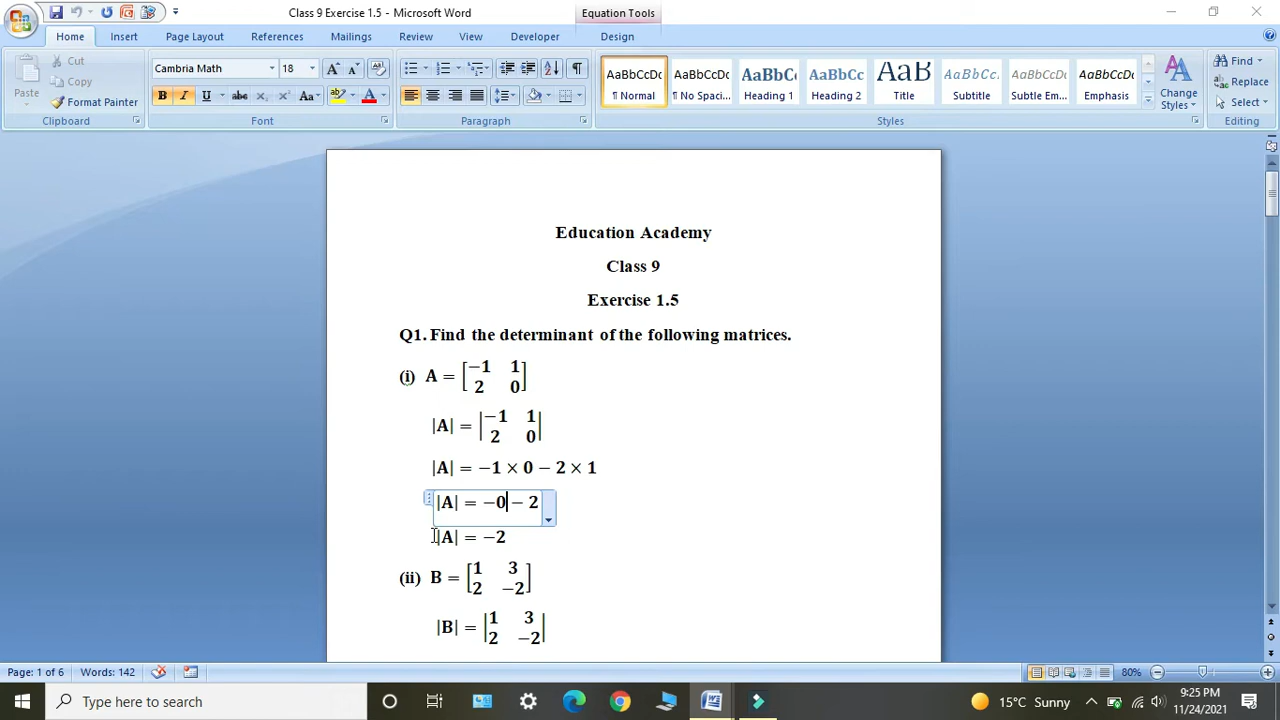 Class 9 Exercise 1.5 - Microsoft Word
Equation Tools
Home Insert Page Layout References Mailings Review View Developer Design
Paste
Cut
Copy
Format Painter
Clipboard
Cambria Math 18
B I U abc x₂ x² Aa
Font
Paragraph
AaBbCcDc AaBbCcDc AaBbCc AaBbCc AaB AaBbCc. AaBbCcDc AaBbCcDc
¶ Normal ¶ No Spaci... Heading 1 Heading 2 Title Subtitle Subtle Em... Emphasis
Styles
Change Styles
Find
Replace
Select
Editing
Education Academy
Class 9
Exercise 1.5
Q1. Find the determinant of the following matrices.
(i) A = [−1 1
2 0]
|A| = |−1 1
2 0|
|A| = −1 × 0 − 2 × 1
|A| = −0 − 2
|A| = −2
(ii) B = [1 3
2 −2]
|B| = |1 3
2 −2|
Page: 1 of 6 Words: 142 80%
Type here to search
15°C Sunny
9:25 PM
11/24/2021